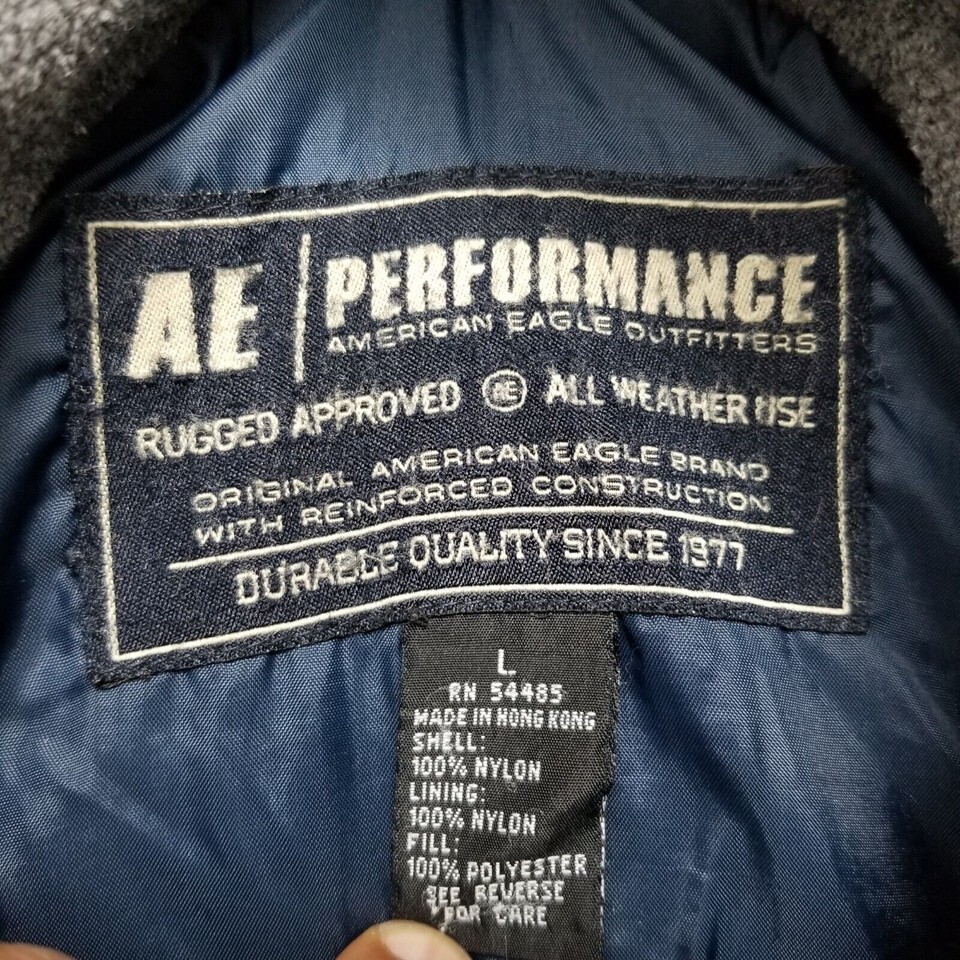 AE PERFORMANCE
AMERICAN EAGLE OUTFITTERS
RUGGED APPROVED AE ALL WEATHER USE
ORIGINAL AMERICAN EAGLE BRAND
WITH REINFORCED CONSTRUCTION
DURABLE QUALITY SINCE 1977
L
RN 54485
MADE IN HONG KONG
SHELL:
100% NYLON
LINING:
100% NYLON
FILL:
100% POLYESTER
SEE REVERSE
FOR CARE